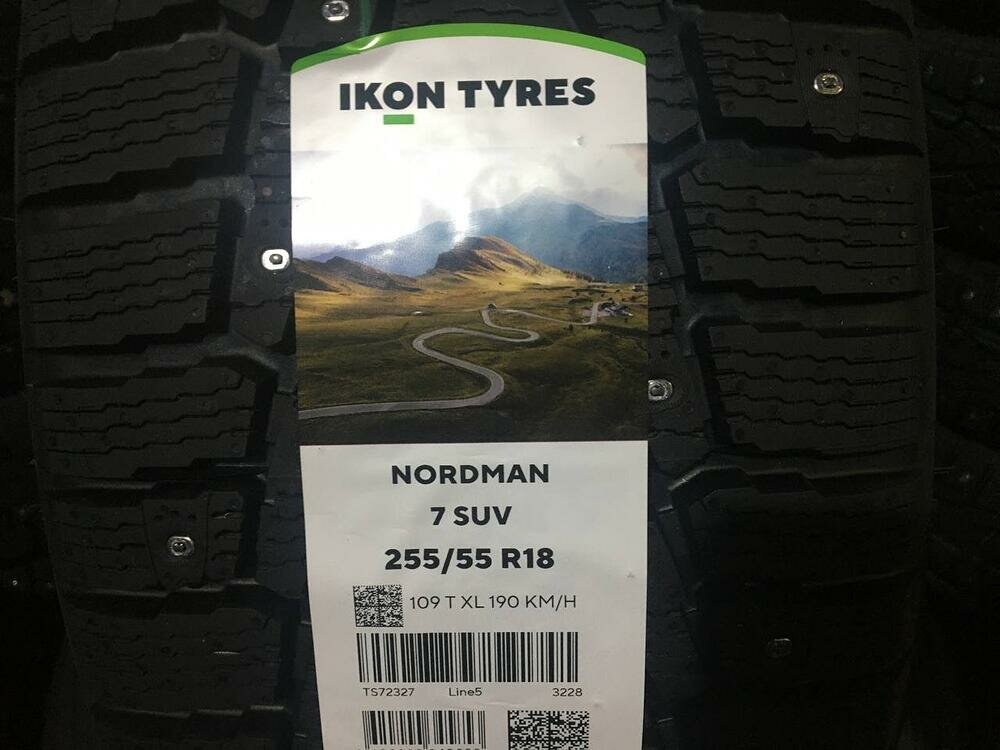 IKON TYRES
NORDMAN
7 SUV
255/55 R18
109 T XL 190 KM/H
TS72327 Line5 3228